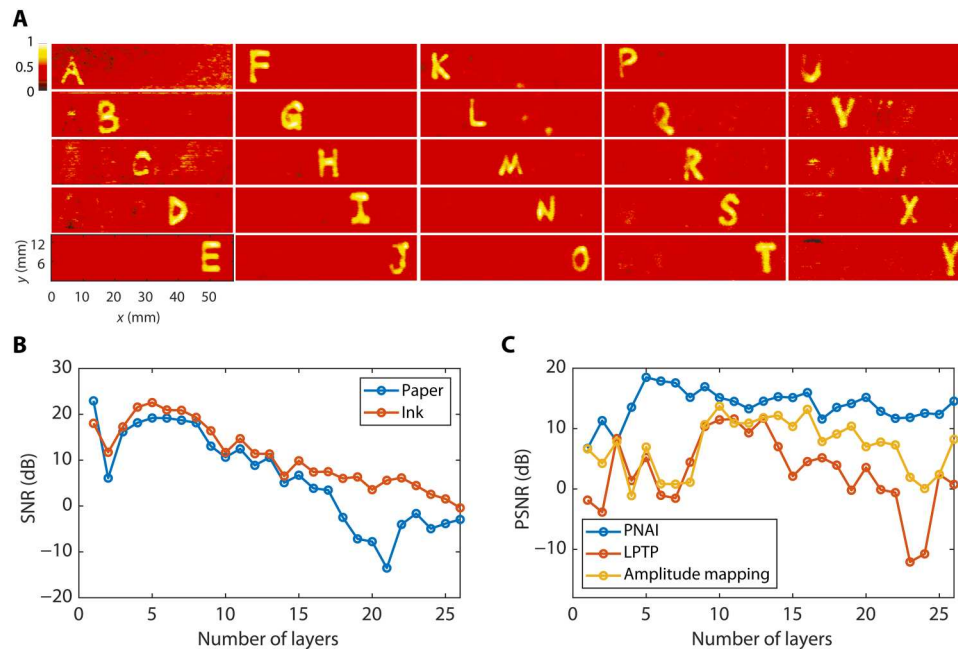 A
1
0.5
0
A F K P U
B G L Q V
C H M R W
D I N S X
E J O T Y
12
6
y (mm)
0 10 20 30 40 50
x (mm)
B
30
20
10
0
−10
−20
SNR (dB)
Paper
Ink
0 5 10 15 20 25
Number of layers
C
20
10
0
−10
PSNR (dB)
PNAI
LPTP
Amplitude mapping
0 5 10 15 20 25
Number of layers